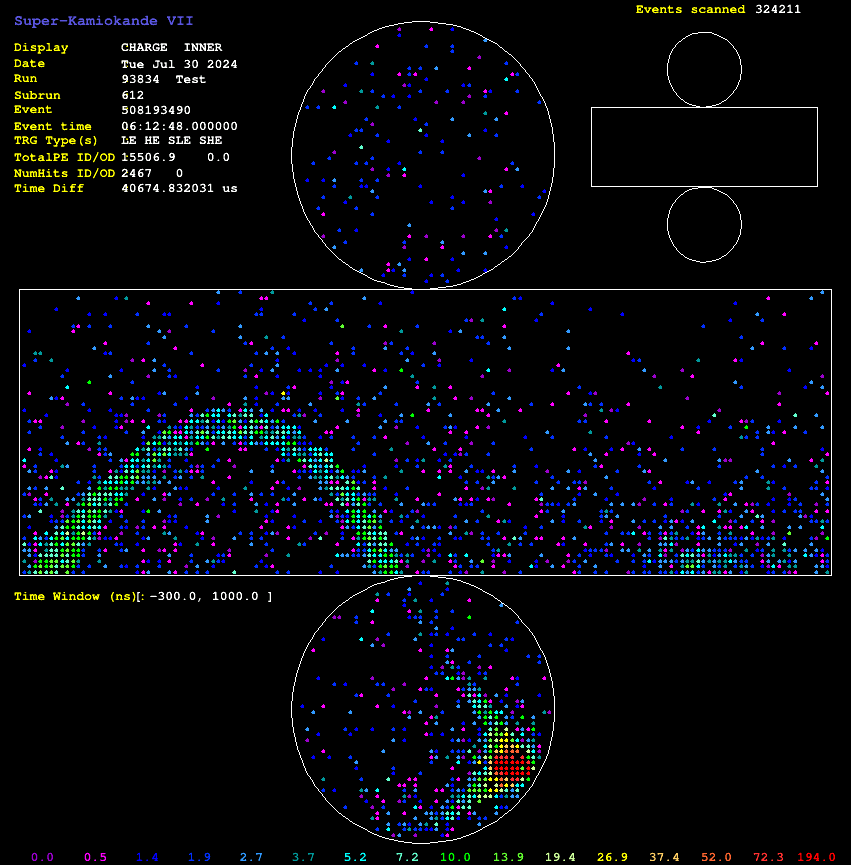 Super-Kamiokande VII
Events scanned 324211
Display CHARGE INNER
Date Tue Jul 30 2024
Run 93834 Test
Subrun 612
Event 508193490
Event time 06:12:48.000000
TRG Type(s) LE HE SLE SHE
TotalPE ID/OD 15506.9 0.0
NumHits ID/OD 2467 0
Time Diff 40674.832031 us
Time Window (ns)[: −300.0, 1000.0 ]
0.0 0.5 1.4 1.9 2.7 3.7 5.2 7.2 10.0 13.9 19.4 26.9 37.4 52.0 72.3 194.0